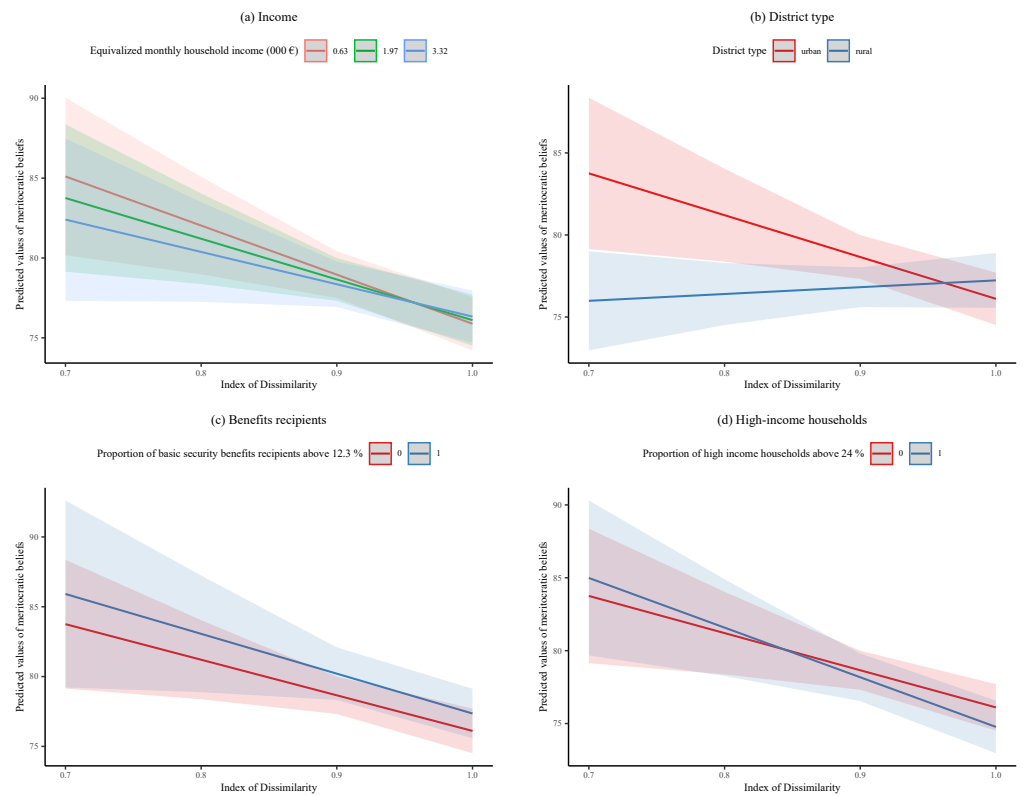 (a) Income
Equivalized monthly household income (000 €) 0.63 1.97 3.32
Predicted values of meritocratic beliefs
90
85
80
75
0.7 0.8 0.9 1.0
Index of Dissimilarity
(b) District type
District type urban rural
Predicted values of meritocratic beliefs
85
80
75
0.7 0.8 0.9 1.0
Index of Dissimilarity
(c) Benefits recipients
Proportion of basic security benefits recipients above 12.3 % 0 1
Predicted values of meritocratic beliefs
90
85
80
75
0.7 0.8 0.9 1.0
Index of Dissimilarity
(d) High-income households
Proportion of high income households above 24 % 0 1
Predicted values of meritocratic beliefs
90
85
80
75
0.7 0.8 0.9 1.0
Index of Dissimilarity